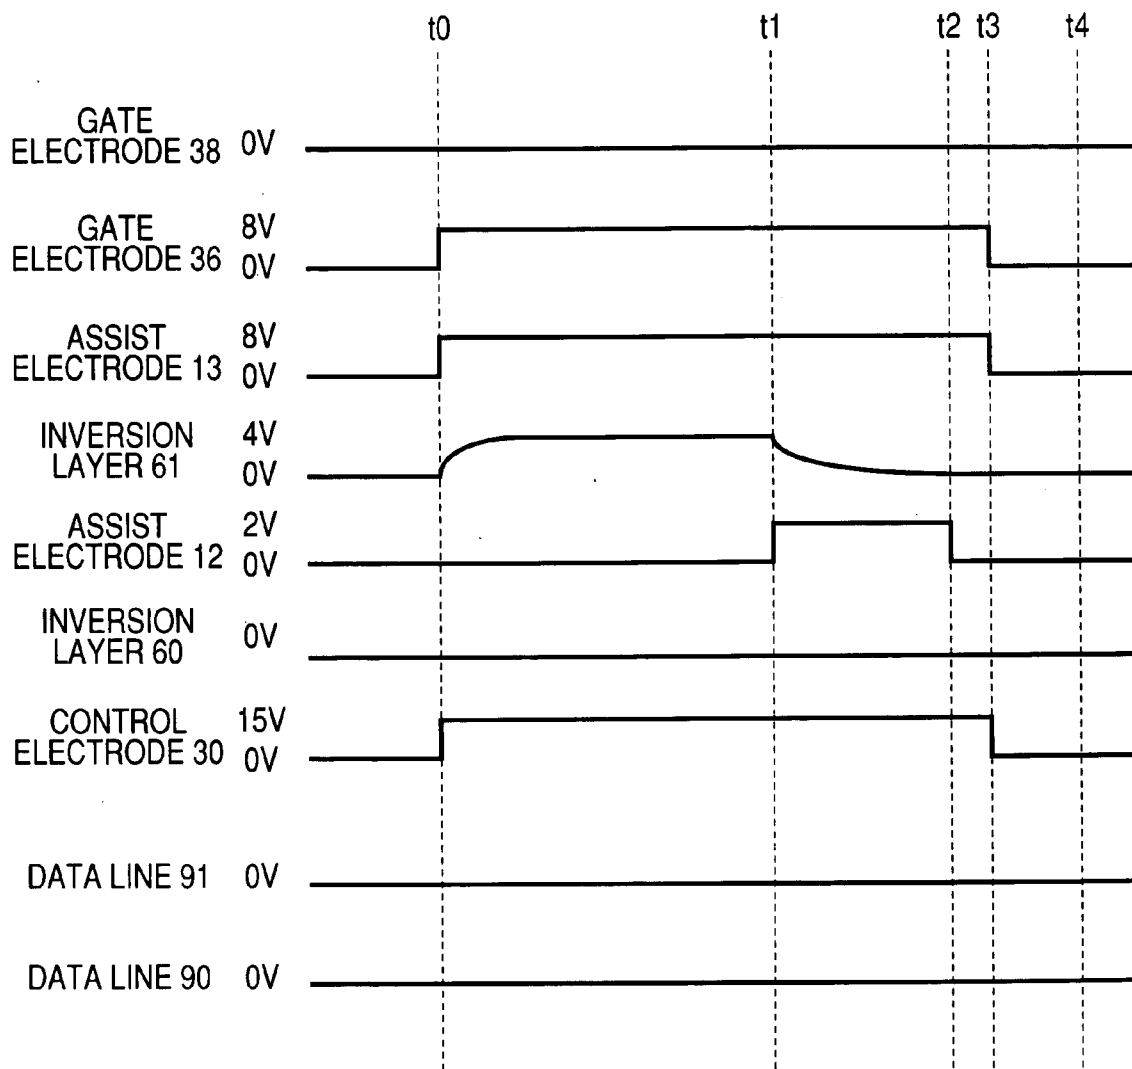 t0 t1 t2 t3 t4
GATE
ELECTRODE 38 0V
GATE 8V
ELECTRODE 36 0V
ASSIST 8V
ELECTRODE 13 0V
INVERSION 4V
LAYER 61 0V
ASSIST 2V
ELECTRODE 12 0V
INVERSION
LAYER 60 0V
CONTROL 15V
ELECTRODE 30 0V
DATA LINE 91 0V
DATA LINE 90 0V